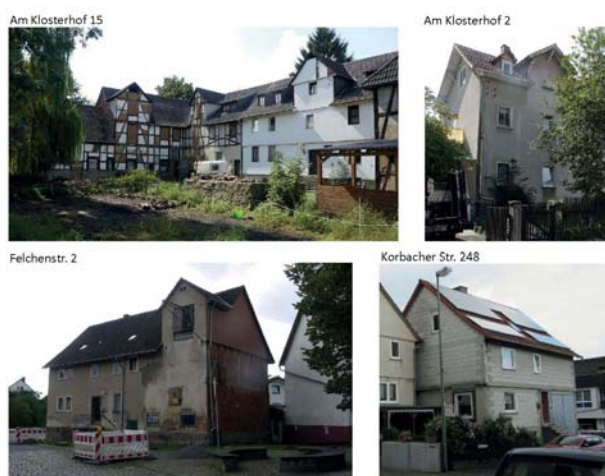 Am Klosterhof 15
Am Klosterhof 2
Felchenstr. 2
Korbacher Str. 248